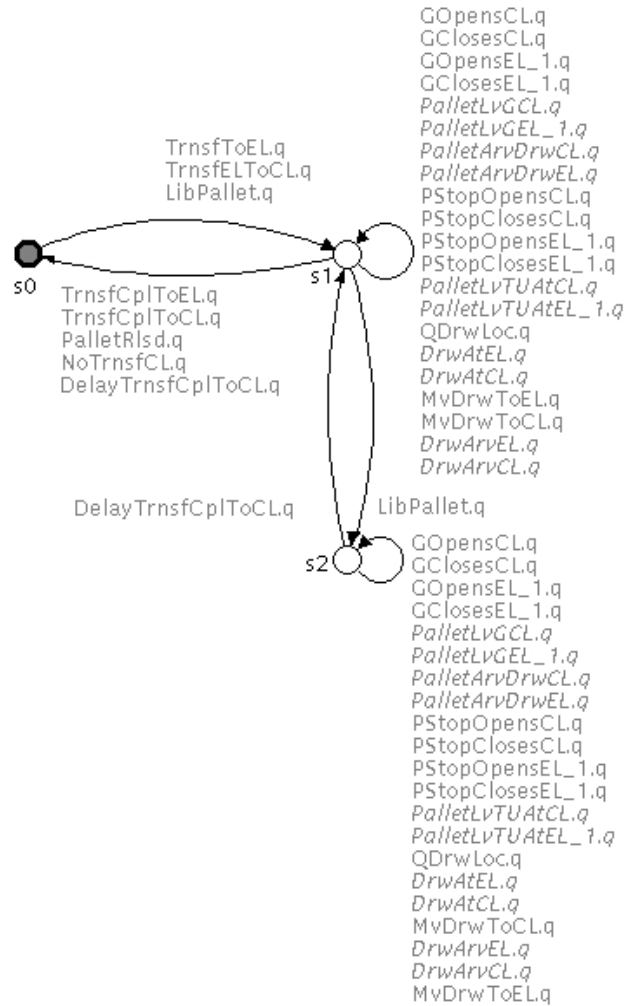 GOpensCL.q
GClosesCL.q
GOpensEL_1.q
GClosesEL_1.q
PalletLvGCL.q
PalletLvGEL_1.q
PalletArvDrwCL.q
PalletArvDrwEL.q
PStopOpensCL.q
PStopClosesCL.q
PStopOpensEL_1.q
PStopClosesEL_1.q
PalletLvTUAtCL.q
PalletLvTUAtEL_1.q
QDrwLoc.q
DrwAtEL.q
DrwAtCL.q
MvDrwToEL.q
MvDrwToCL.q
DrwArvEL.q
DrwArvCL.q
TrnsfToEL.q
TrnsfELToCL.q
LibPallet.q
s0
s1
TrnsfCplToEL.q
TrnsfCplToCL.q
PalletRlsd.q
NoTrnsfCL.q
DelayTrnsfCplToCL.q
DelayTrnsfCplToCL.q
LibPallet.q
s2
GOpensCL.q
GClosesCL.q
GOpensEL_1.q
GClosesEL_1.q
PalletLvGCL.q
PalletLvGEL_1.q
PalletArvDrwCL.q
PalletArvDrwEL.q
PStopOpensCL.q
PStopClosesCL.q
PStopOpensEL_1.q
PStopClosesEL_1.q
PalletLvTUAtCL.q
PalletLvTUAtEL_1.q
QDrwLoc.q
DrwAtEL.q
DrwAtCL.q
MvDrwToCL.q
DrwArvEL.q
DrwArvCL.q
MvDrwToEL.q